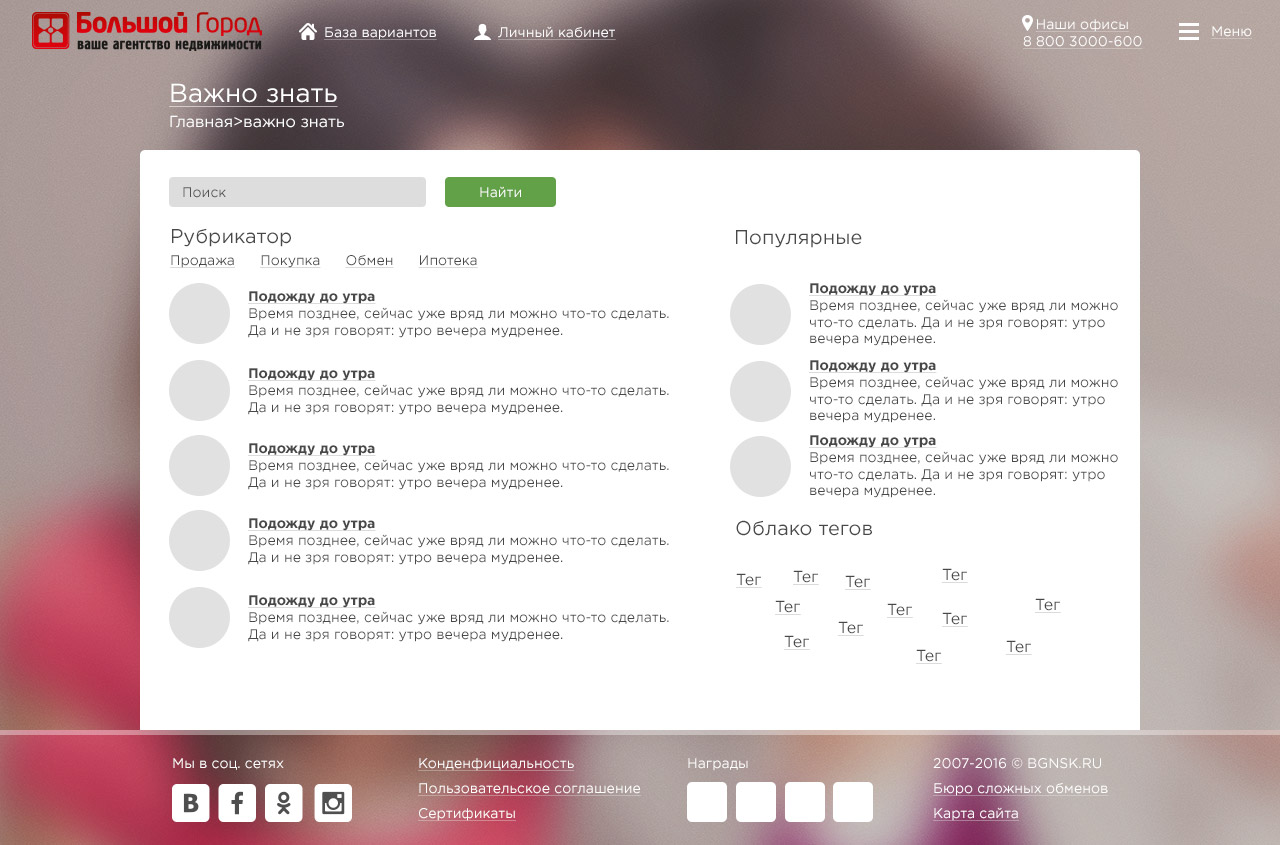 Большой Город
ваше агентство недвижимости
База вариантов
Личный кабинет
Наши офисы
8 800 3000-600
Меню
Важно знать
Главная>важно знать
Поиск
Найти
Рубрикатор
Продажа Покупка Обмен Ипотека
Подожду до утра
Время позднее, сейчас уже вряд ли можно что-то сделать.
Да и не зря говорят: утро вечера мудренее.
Подожду до утра
Время позднее, сейчас уже вряд ли можно что-то сделать.
Да и не зря говорят: утро вечера мудренее.
Подожду до утра
Время позднее, сейчас уже вряд ли можно что-то сделать.
Да и не зря говорят: утро вечера мудренее.
Подожду до утра
Время позднее, сейчас уже вряд ли можно что-то сделать.
Да и не зря говорят: утро вечера мудренее.
Подожду до утра
Время позднее, сейчас уже вряд ли можно что-то сделать.
Да и не зря говорят: утро вечера мудренее.
Популярные
Подожду до утра
Время позднее, сейчас уже вряд ли можно
что-то сделать. Да и не зря говорят: утро
вечера мудренее.
Подожду до утра
Время позднее, сейчас уже вряд ли можно
что-то сделать. Да и не зря говорят: утро
вечера мудренее.
Подожду до утра
Время позднее, сейчас уже вряд ли можно
что-то сделать. Да и не зря говорят: утро
вечера мудренее.
Облако тегов
Тег Тег Тег Тег
Тег Тег Тег Тег
Тег Тег Тег Тег
Мы в соц. сетях
Конфенфициальность
Пользовательское соглашение
Сертификаты
Награды
2007-2016 © BGNSK.RU
Бюро сложных обменов
Карта сайта